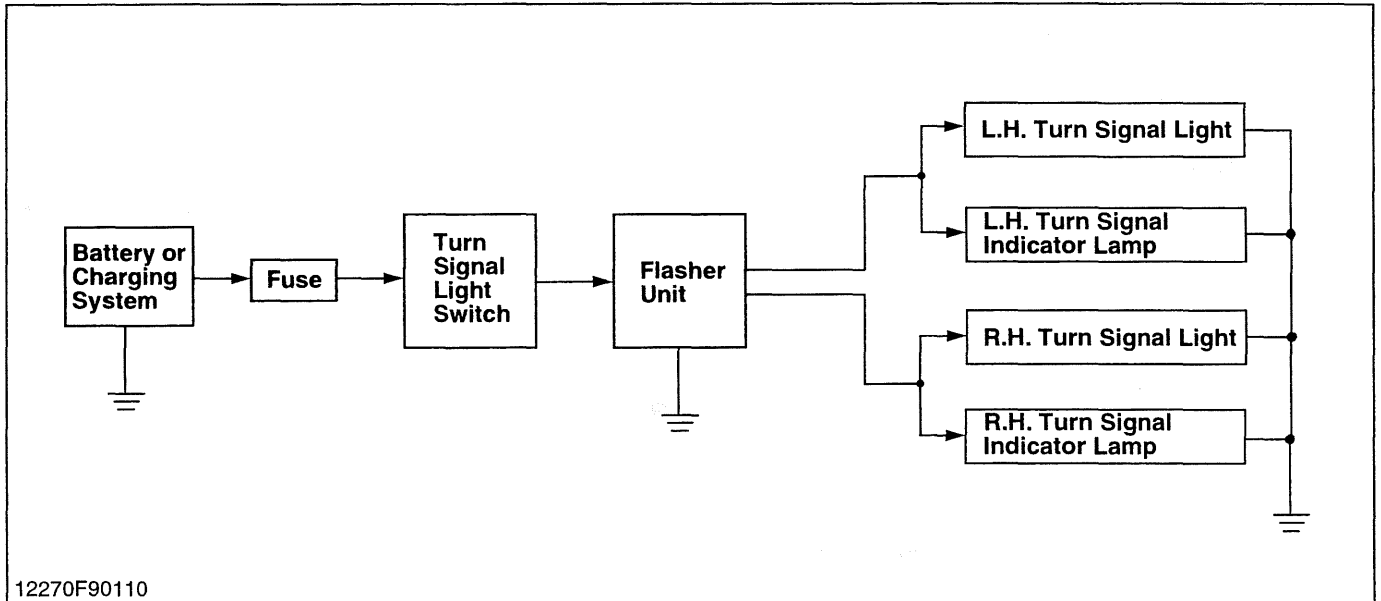 Battery or
Charging
System
Fuse
Turn
Signal
Light
Switch
Flasher
Unit
L.H. Turn Signal Light
L.H. Turn Signal
Indicator Lamp
R.H. Turn Signal Light
R.H. Turn Signal
Indicator Lamp
12270F90110